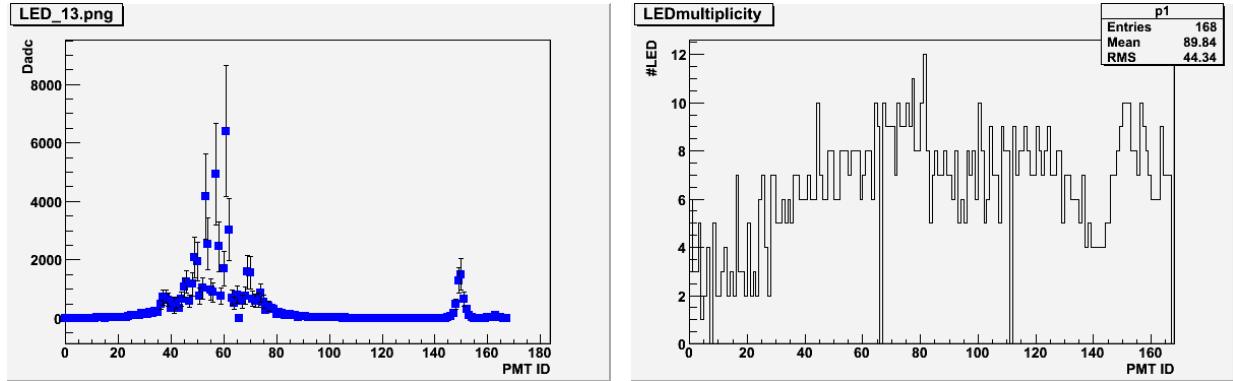 LED_13.png
Dadc
8000
6000
4000
2000
0
0 20 40 60 80 100 120 140 160 180
PMT ID
LEDmultiplicity
p1
Entries 168
Mean 89.84
RMS 44.34
#LED
12
10
8
6
4
2
0
0 20 40 60 80 100 120 140 160
PMT ID